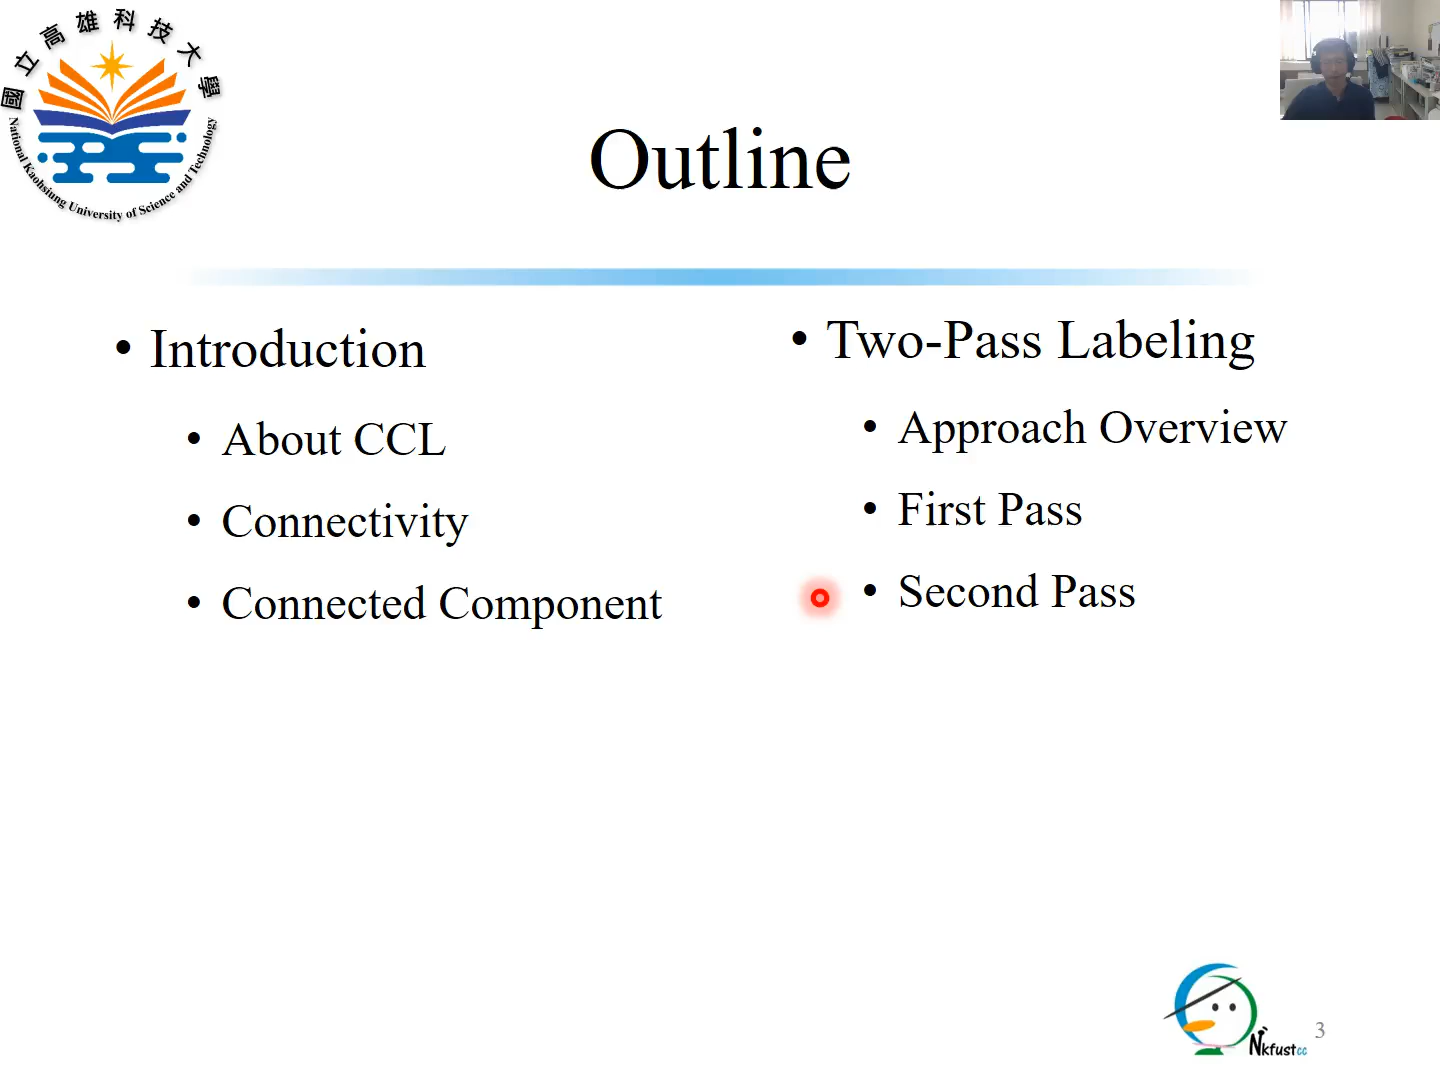 國立高雄科技大學
National Kaohsiung University of Science and Technology
Outline
• Introduction
• About CCL
• Connectivity
• Connected Component
• Two-Pass Labeling
• Approach Overview
• First Pass
• Second Pass
Nkfustcc
3